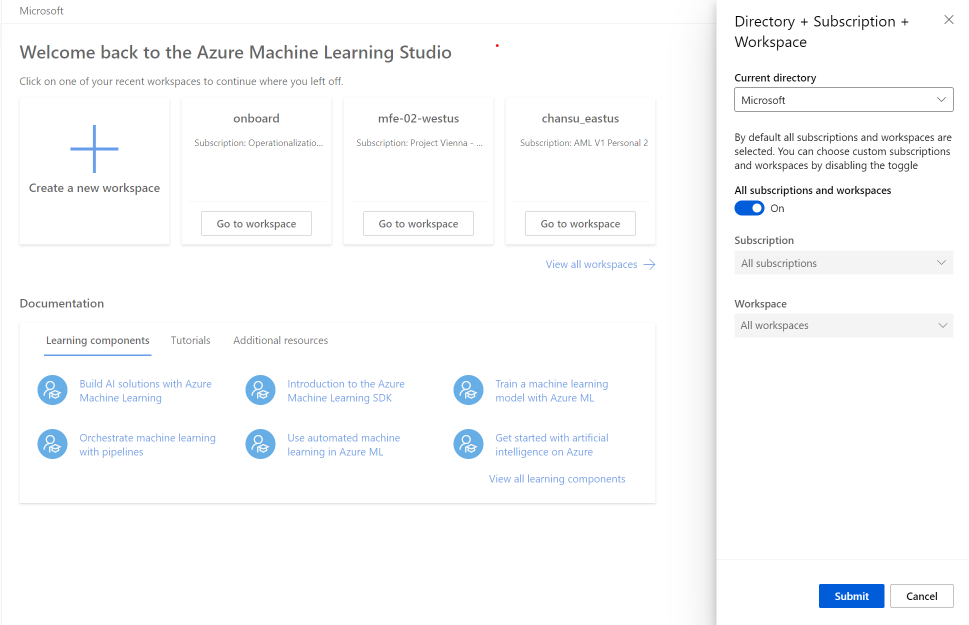 Microsoft
Welcome back to the Azure Machine Learning Studio
Click on one of your recent workspaces to continue where you left off.
Create a new workspace
onboard
Subscription: Operationalizatio...
Go to workspace
mfe-02-westus
Subscription: Project Vienna - ...
Go to workspace
chansu_eastus
Subscription: AML V1 Personal 2
Go to workspace
View all workspaces
Documentation
Learning components
Tutorials
Additional resources
Build AI solutions with Azure
Machine Learning
Introduction to the Azure
Machine Learning SDK
Train a machine learning
model with Azure ML
Orchestrate machine learning
with pipelines
Use automated machine
learning in Azure ML
Get started with artificial
intelligence on Azure
View all learning components
Directory + Subscription +
Workspace
Current directory
Microsoft
By default all subscriptions and workspaces are
selected. You can choose custom subscriptions
and workspaces by disabling the toggle
All subscriptions and workspaces
On
Subscription
All subscriptions
Workspace
All workspaces
Submit
Cancel